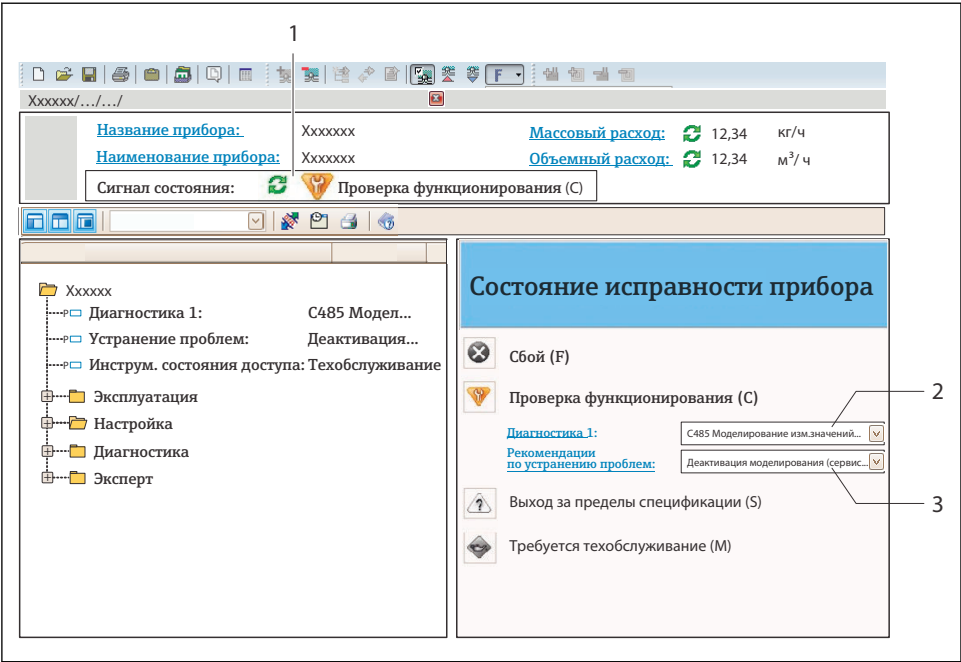 1
F
Xxxxxx/.../.../
Название прибора: Xxxxxxx Массовый расход: 12,34 кг/ч
Наименование прибора: Xxxxxxx Объемный расход: 12,34 м³/ ч
Сигнал состояния: Проверка функционирования (C)
Xxxxxx
P Диагностика 1: С485 Модел...
P Устранение проблем: Деактивация...
P Инструм. состояния доступа: Техобслуживание
Эксплуатация
Настройка
Диагностика
Эксперт
Состояние исправности прибора
Сбой (F)
Проверка функционирования (C)
2
Диагностика 1: С485 Моделирование изм.значений...
Рекомендации
по устранению проблем: Деактивация моделирования (сервис...
3
Выход за пределы спецификации (S)
Требуется техобслуживание (M)